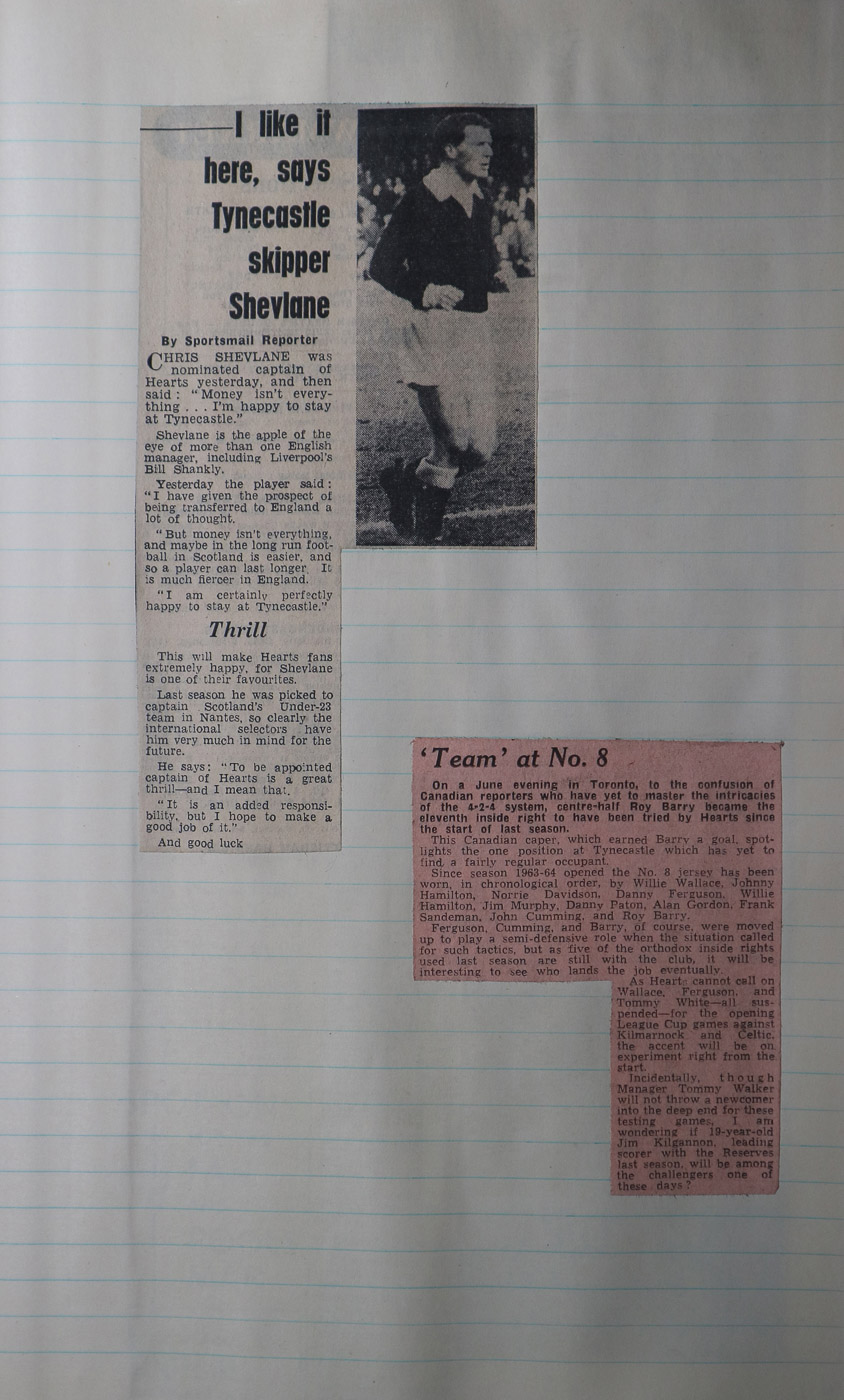 I like it
here, says
Tynecastle
skipper
Shevlane
By Sportsmail Reporter
CHRIS SHEVLANE was
nominated captain of
Hearts yesterday, and then
said : "Money isn't every-
thing . . . I'm happy to stay
at Tynecastle."
Shevlane is the apple of the
eye of more than one English
manager, including Liverpool's
Bill Shankly.
Yesterday the player said :
"I have given the prospect of
being transferred to England a
lot of thought.
"But money isn't everything,
and maybe in the long run foot-
ball in Scotland is easier, and
so a player can last longer. It
is much fiercer in England.
"I am certainly perfectly
happy to stay at Tynecastle."
Thrill
This will make Hearts fans
extremely happy, for Shevlane
is one of their favourites.
Last season he was picked to
captain Scotland's Under-23
team in Nantes, so clearly the
international selectors have
him very much in mind for the
future.
He says: "To be appointed
captain of Hearts is a great
thrill—and I mean that.
"It is an added responsi-
bility, but I hope to make a
good job of it."
And good luck
'Team' at No. 8
On a June evening in Toronto, to the confusion of
Canadian reporters who have yet to master the intricacies
of the 4-2-4 system, centre-half Roy Barry became the
eleventh inside right to have been tried by Hearts since
the start of last season.
This Canadian caper, which earned Barry a goal, spot-
lights the one position at Tynecastle which has yet to
find a fairly regular occupant.
Since season 1963-64 opened the No. 8 jersey has been
worn, in chronological order, by Willie Wallace, Johnny
Hamilton, Norrie Davidson, Danny Ferguson, Willie
Hamilton, Jim Murphy, Danny Paton, Alan Gordon, Frank
Sandeman, John Cumming, and Roy Barry.
Ferguson, Cumming, and Barry, of course, were moved
up to play a semi-defensive role when the situation called
for such tactics, but as five of the orthodox inside rights
used last season are still with the club, it will be
interesting to see who lands the job eventually.
As Hearts cannot call on
Wallace, Ferguson, and
Tommy White—all sus-
pended—for the opening
League Cup games against
Kilmarnock and Celtic,
the accent will be on
experiment right from the
start.
Incidentally, though
Manager Tommy Walker
will not throw a newcomer
into the deep end for these
testing games, I am
wondering if 19-year-old
Jim Kilgannon, leading
scorer with the Reserves
last season, will be among
the challengers one of
these days?